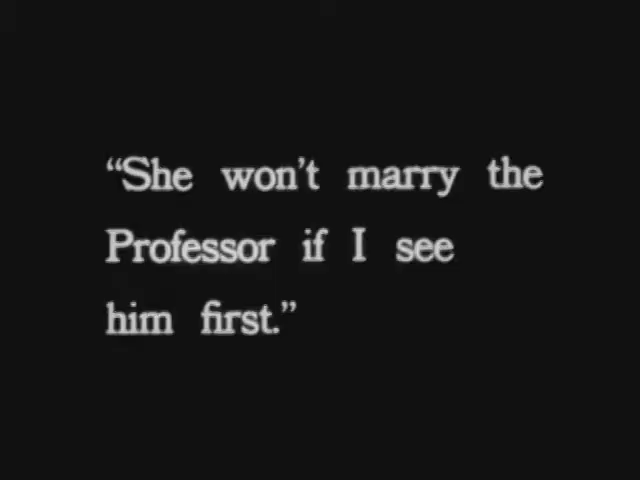 “She won't marry the
Professor if I see
him first.”